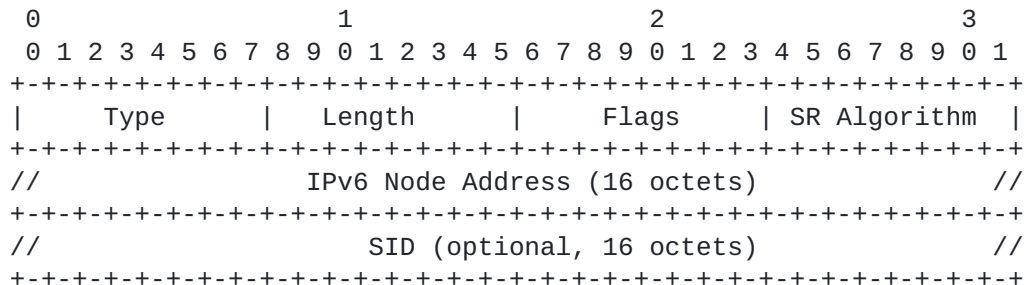 0                   1                   2                   3
 0 1 2 3 4 5 6 7 8 9 0 1 2 3 4 5 6 7 8 9 0 1 2 3 4 5 6 7 8 9 0 1
+-+-+-+-+-+-+-+-+-+-+-+-+-+-+-+-+-+-+-+-+-+-+-+-+-+-+-+-+-+-+-+-+
|     Type      |   Length      |     Flags     | SR Algorithm  |
+-+-+-+-+-+-+-+-+-+-+-+-+-+-+-+-+-+-+-+-+-+-+-+-+-+-+-+-+-+-+-+-+
//                 IPv6 Node Address (16 octets)               //
+-+-+-+-+-+-+-+-+-+-+-+-+-+-+-+-+-+-+-+-+-+-+-+-+-+-+-+-+-+-+-+-+
//                     SID (optional, 16 octets)               //
+-+-+-+-+-+-+-+-+-+-+-+-+-+-+-+-+-+-+-+-+-+-+-+-+-+-+-+-+-+-+-+-+